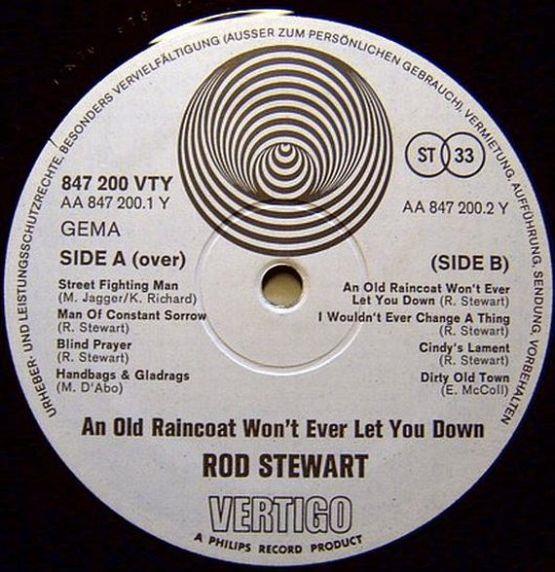 URHEBER- UND LEISTUNGSSCHUTZRECHTE, BESONDERS VERVIELFÄLTIGUNG (AUSSER ZUM PERSÖNLICHEN GEBRAUCH), VERMIETUNG, AUFFÜHRUNG, SENDUNG, VORBEHALTEN
ST 33
847 200 VTY
AA 847 200.1 Y
GEMA
SIDE A (over)
Street Fighting Man
(M. Jagger/K. Richard)
Man Of Constant Sorrow
(R. Stewart)
Blind Prayer
(R. Stewart)
Handbags & Gladrags
(M. D'Abo)
AA 847 200.2 Y
(SIDE B)
An Old Raincoat Won't Ever
Let You Down (R. Stewart)
I Wouldn't Ever Change A Thing
(R. Stewart)
Cindy's Lament
(R. Stewart)
Dirty Old Town
(E. McColl)
An Old Raincoat Won't Ever Let You Down
ROD STEWART
VERTIGO
A PHILIPS RECORD PRODUCT